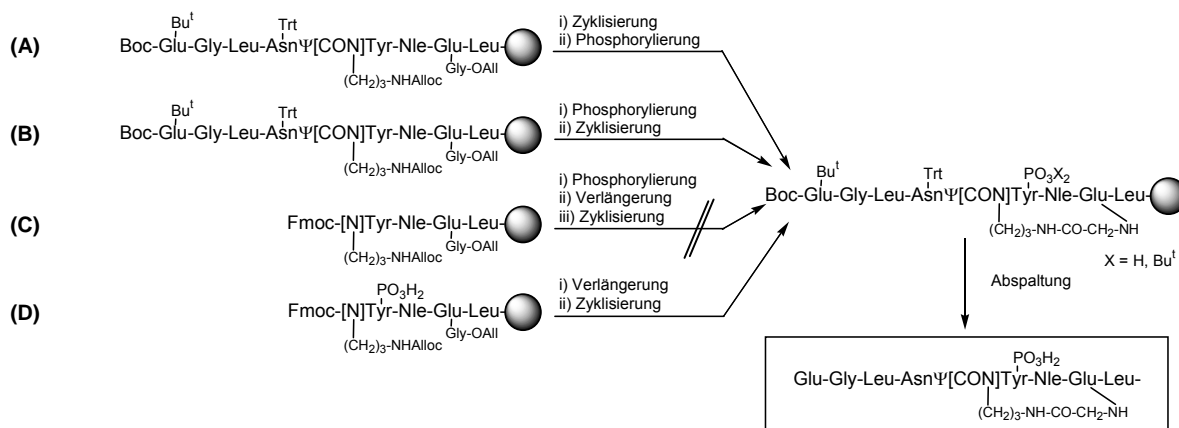 (A)
Bu^t
Trt
Boc-Glu-Gly-Leu-AsnΨ[CON]Tyr-Nle-Glu-Leu-
(CH2)3-NHAlloc
Gly-OAll
i) Zyklisierung
ii) Phosphorylierung
(B)
Bu^t
Trt
Boc-Glu-Gly-Leu-AsnΨ[CON]Tyr-Nle-Glu-Leu-
(CH2)3-NHAlloc
Gly-OAll
i) Phosphorylierung
ii) Zyklisierung
(C)
Fmoc-[N]Tyr-Nle-Glu-Leu-
(CH2)3-NHAlloc
Gly-OAll
i) Phosphorylierung
ii) Verlängerung
iii) Zyklisierung
(D)
PO3H2
Fmoc-[N]Tyr-Nle-Glu-Leu-
(CH2)3-NHAlloc
Gly-OAll
i) Verlängerung
ii) Zyklisierung
Bu^t
Trt
PO3X2
Boc-Glu-Gly-Leu-AsnΨ[CON]Tyr-Nle-Glu-Leu-
(CH2)3-NH-CO-CH2-NH
X = H, Bu^t
Abspaltung
PO3H2
Glu-Gly-Leu-AsnΨ[CON]Tyr-Nle-Glu-Leu-
(CH2)3-NH-CO-CH2-NH